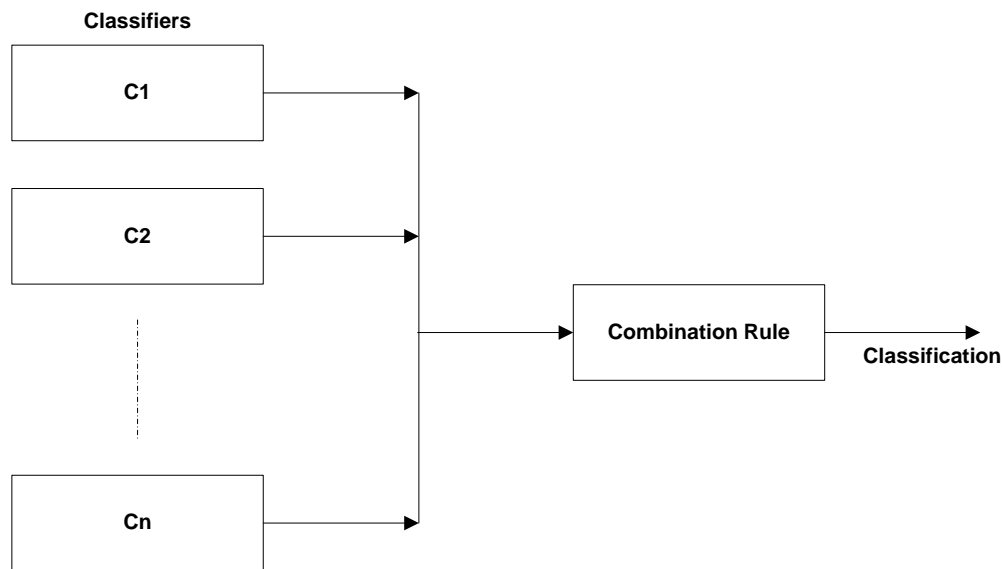 Classifiers
C1
C2
Combination Rule
Classification
Cn